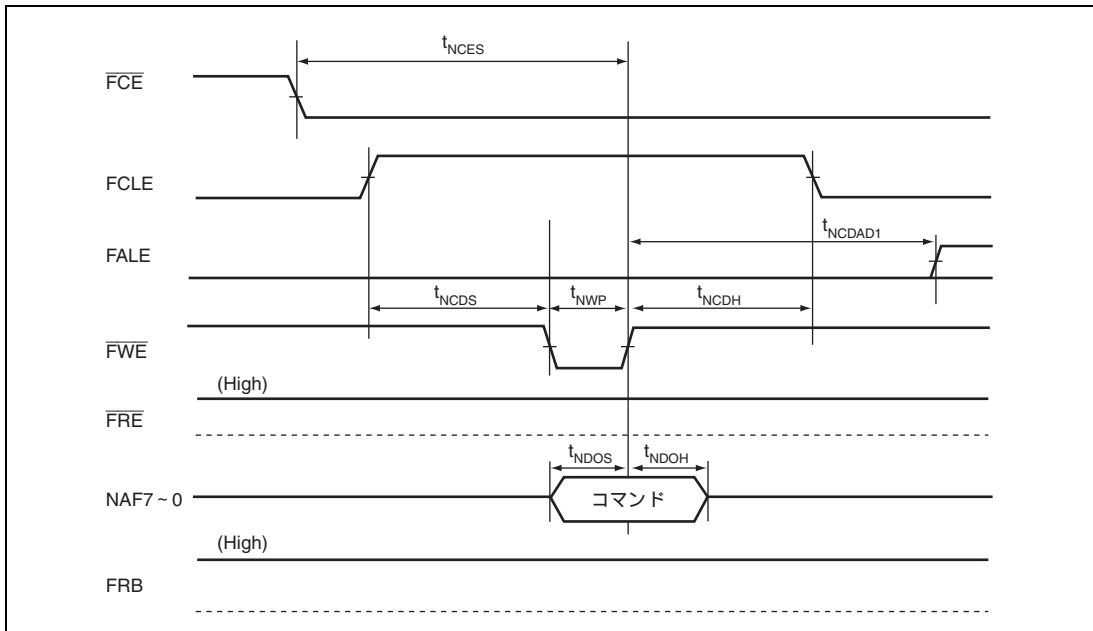 tNCES
FCE
FCLE
tNCDAD1
FALE
tNCDS
tNWP
tNCDH
FWE
(High)
FRE
tNDOS
tNDOH
NAF7 ~ 0
コマンド
(High)
FRB